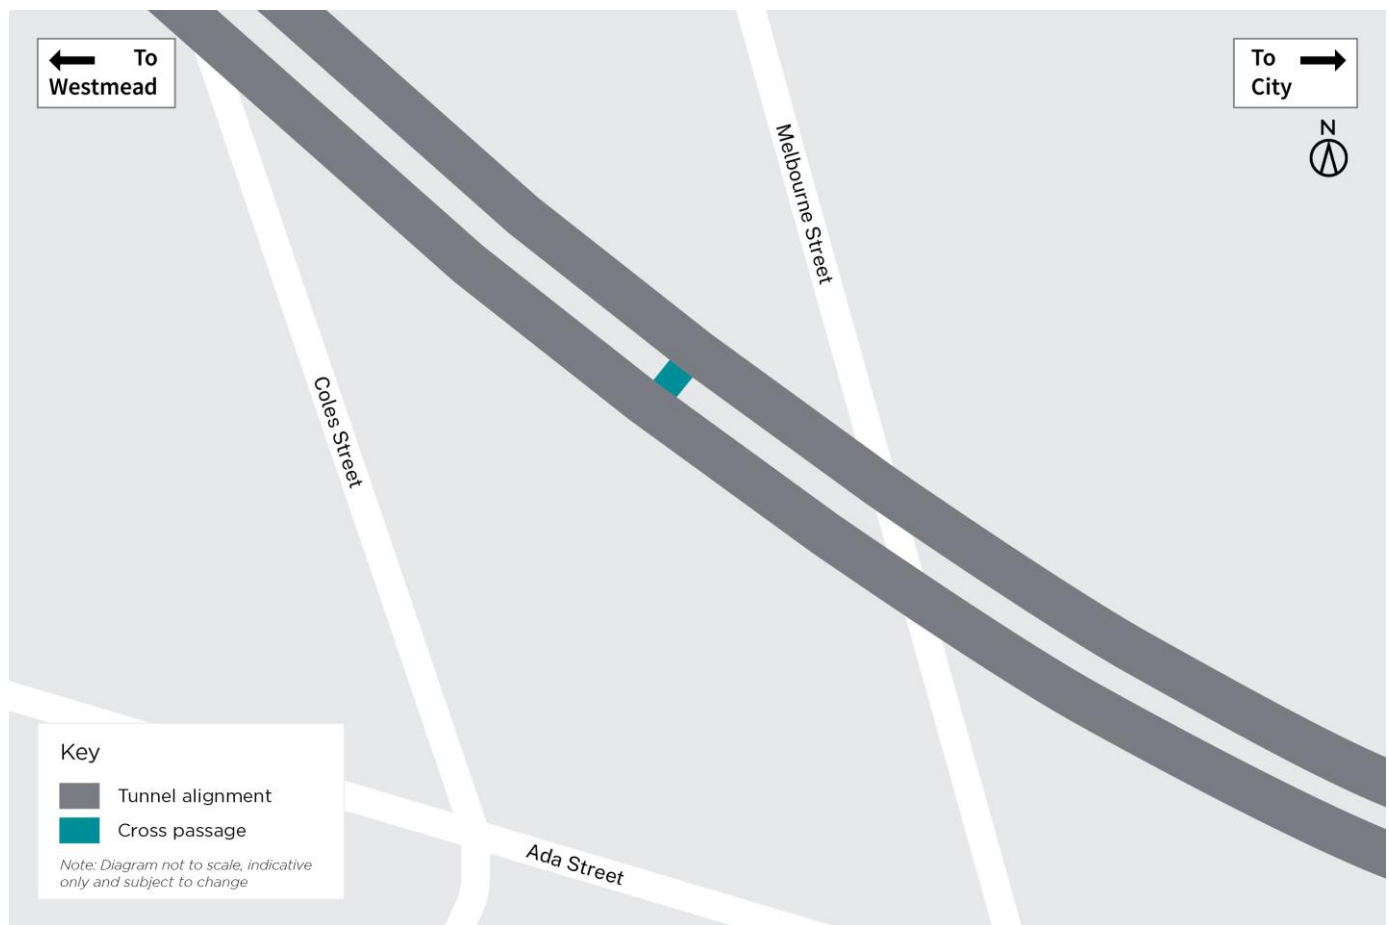 To
Westmead
To
City
N
Melbourne Street
Coles Street
Key
Tunnel alignment
Cross passage
Note: Diagram not to scale, indicative
only and subject to change
Ada Street